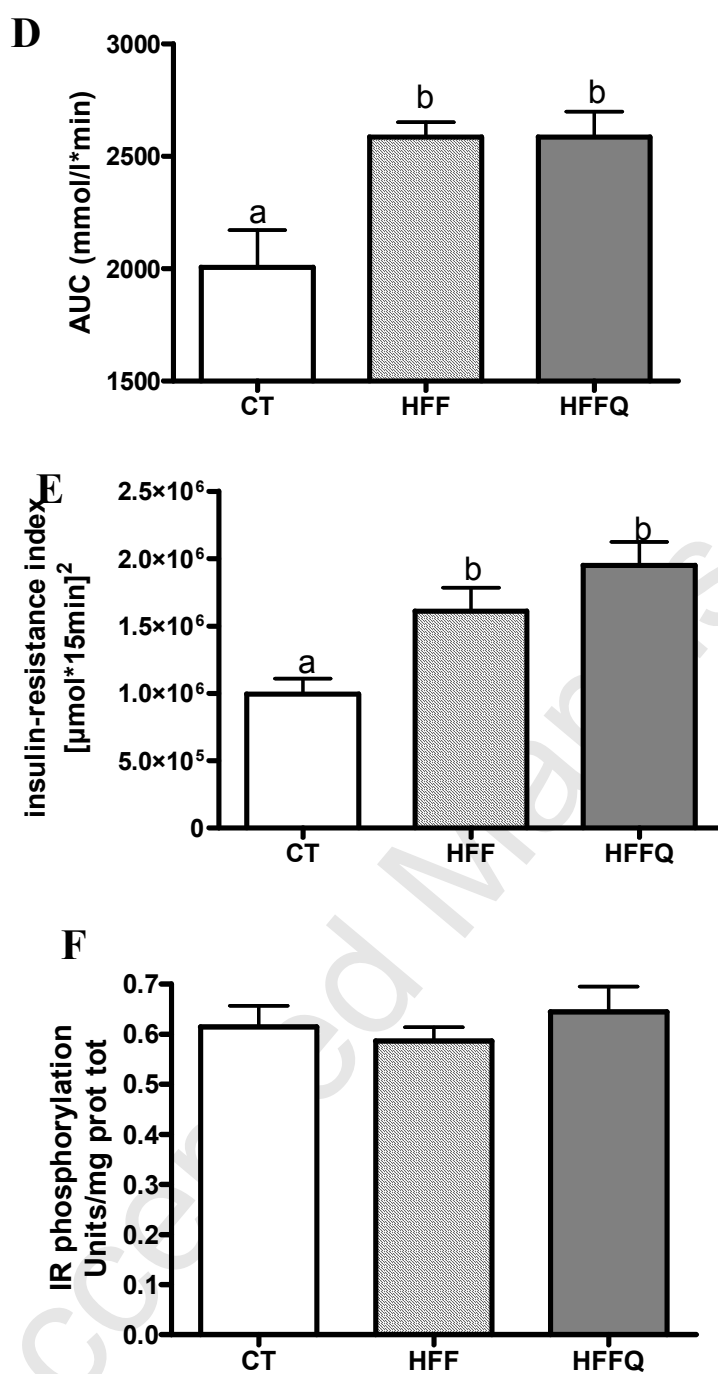 D
3000
2500
2000
1500
AUC (mmol/l*min)
a
b
b
CT HFF HFFQ
E
insulin-resistance index
[µmol*15min]²
2.5×10⁶
2.0×10⁶
1.5×10⁶
1.0×10⁶
5.0×10⁵
0
a
b
b
CT HFF HFFQ
F
IR phosphorylation
Units/mg prot tot
0.7
0.6
0.5
0.4
0.3
0.2
0.1
0.0
CT HFF HFFQ